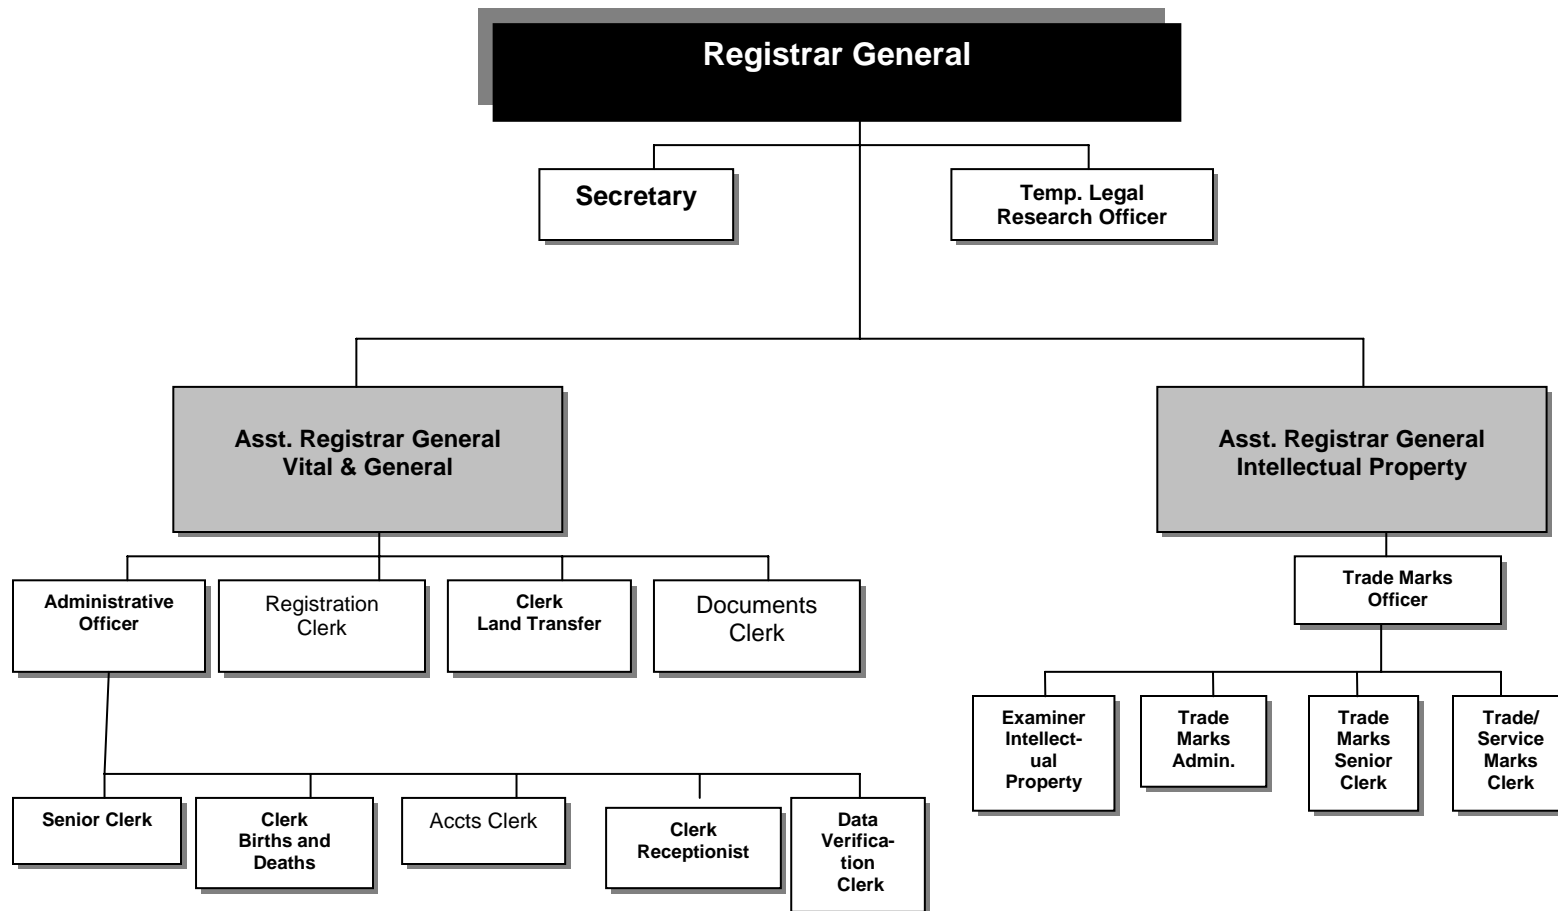 Registrar General
Secretary
Temp. Legal
Research Officer
Asst. Registrar General
Vital & General
Asst. Registrar General
Intellectual Property
Administrative
Officer
Registration
Clerk
Clerk
Land Transfer
Documents
Clerk
Trade Marks
Officer
Examiner
Intellect-
ual
Property
Trade
Marks
Admin.
Trade
Marks
Senior
Clerk
Trade/
Service
Marks
Clerk
Senior Clerk
Clerk
Births and
Deaths
Accts Clerk
Clerk
Receptionist
Data
Verifica-
tion
Clerk